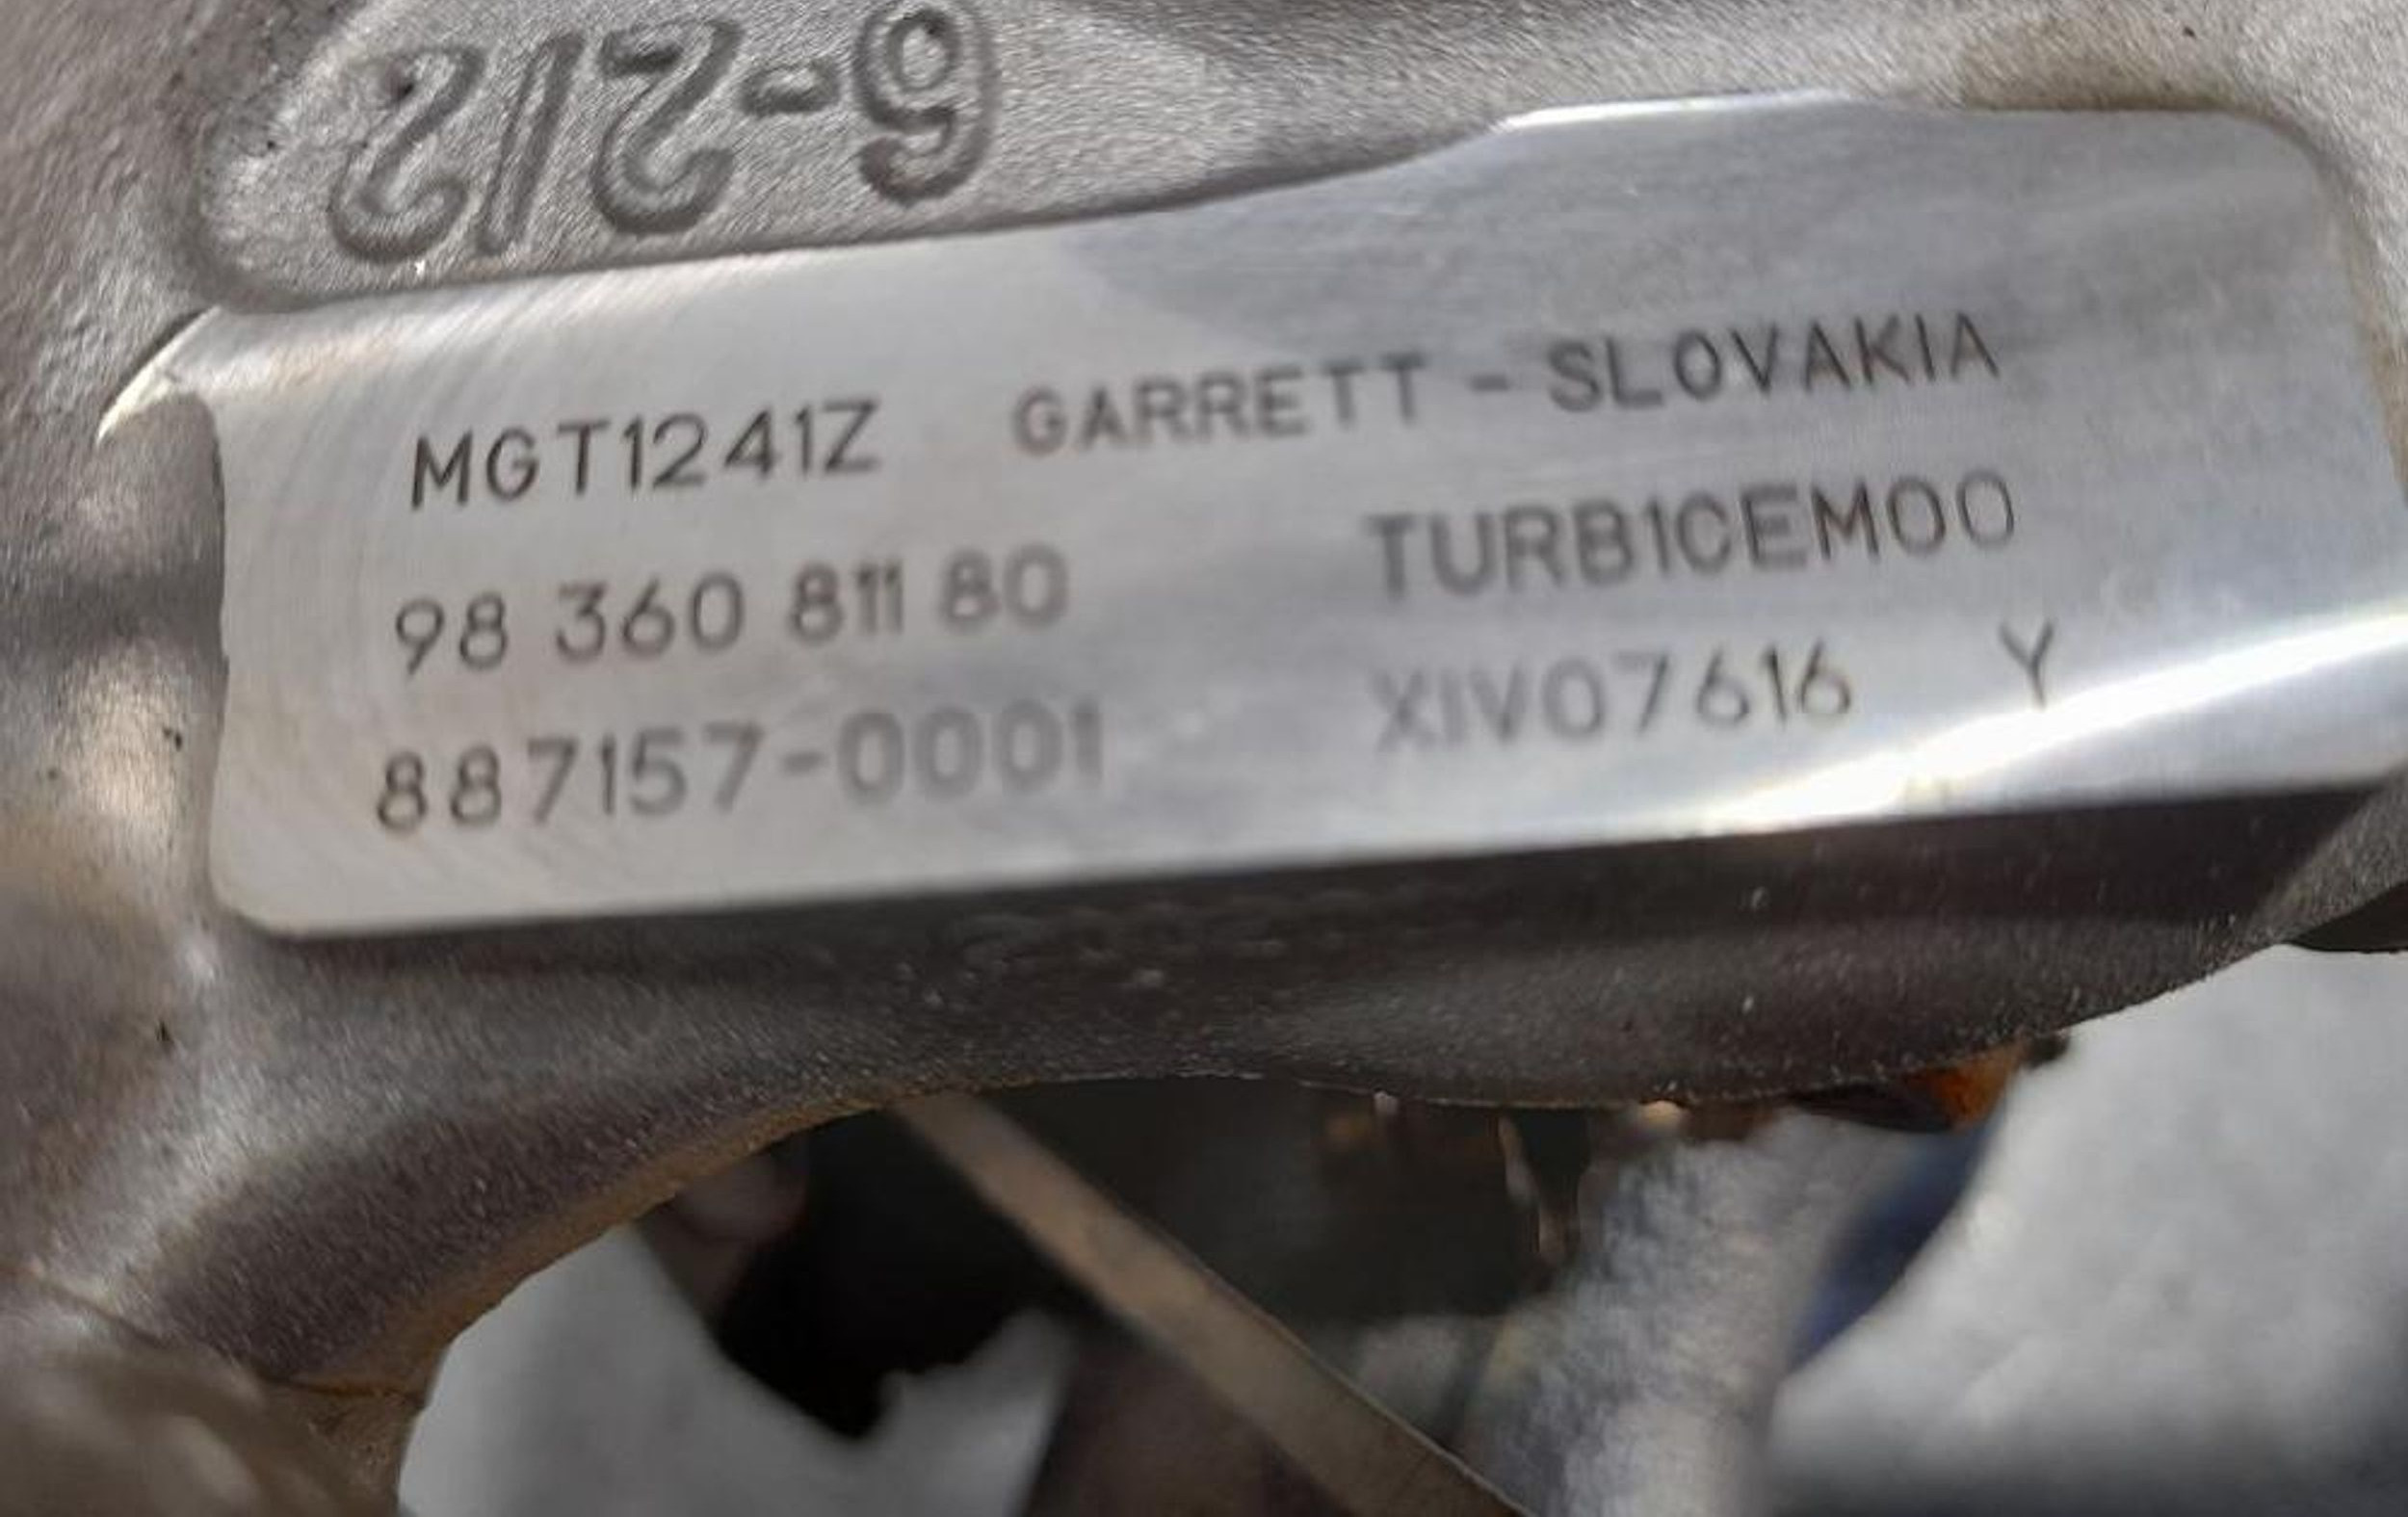 212-6
MGT1241Z GARRETT - SLOVAKIA
98 360 811 80 TURB1CEM00
887157-0001 XIV07616 Y